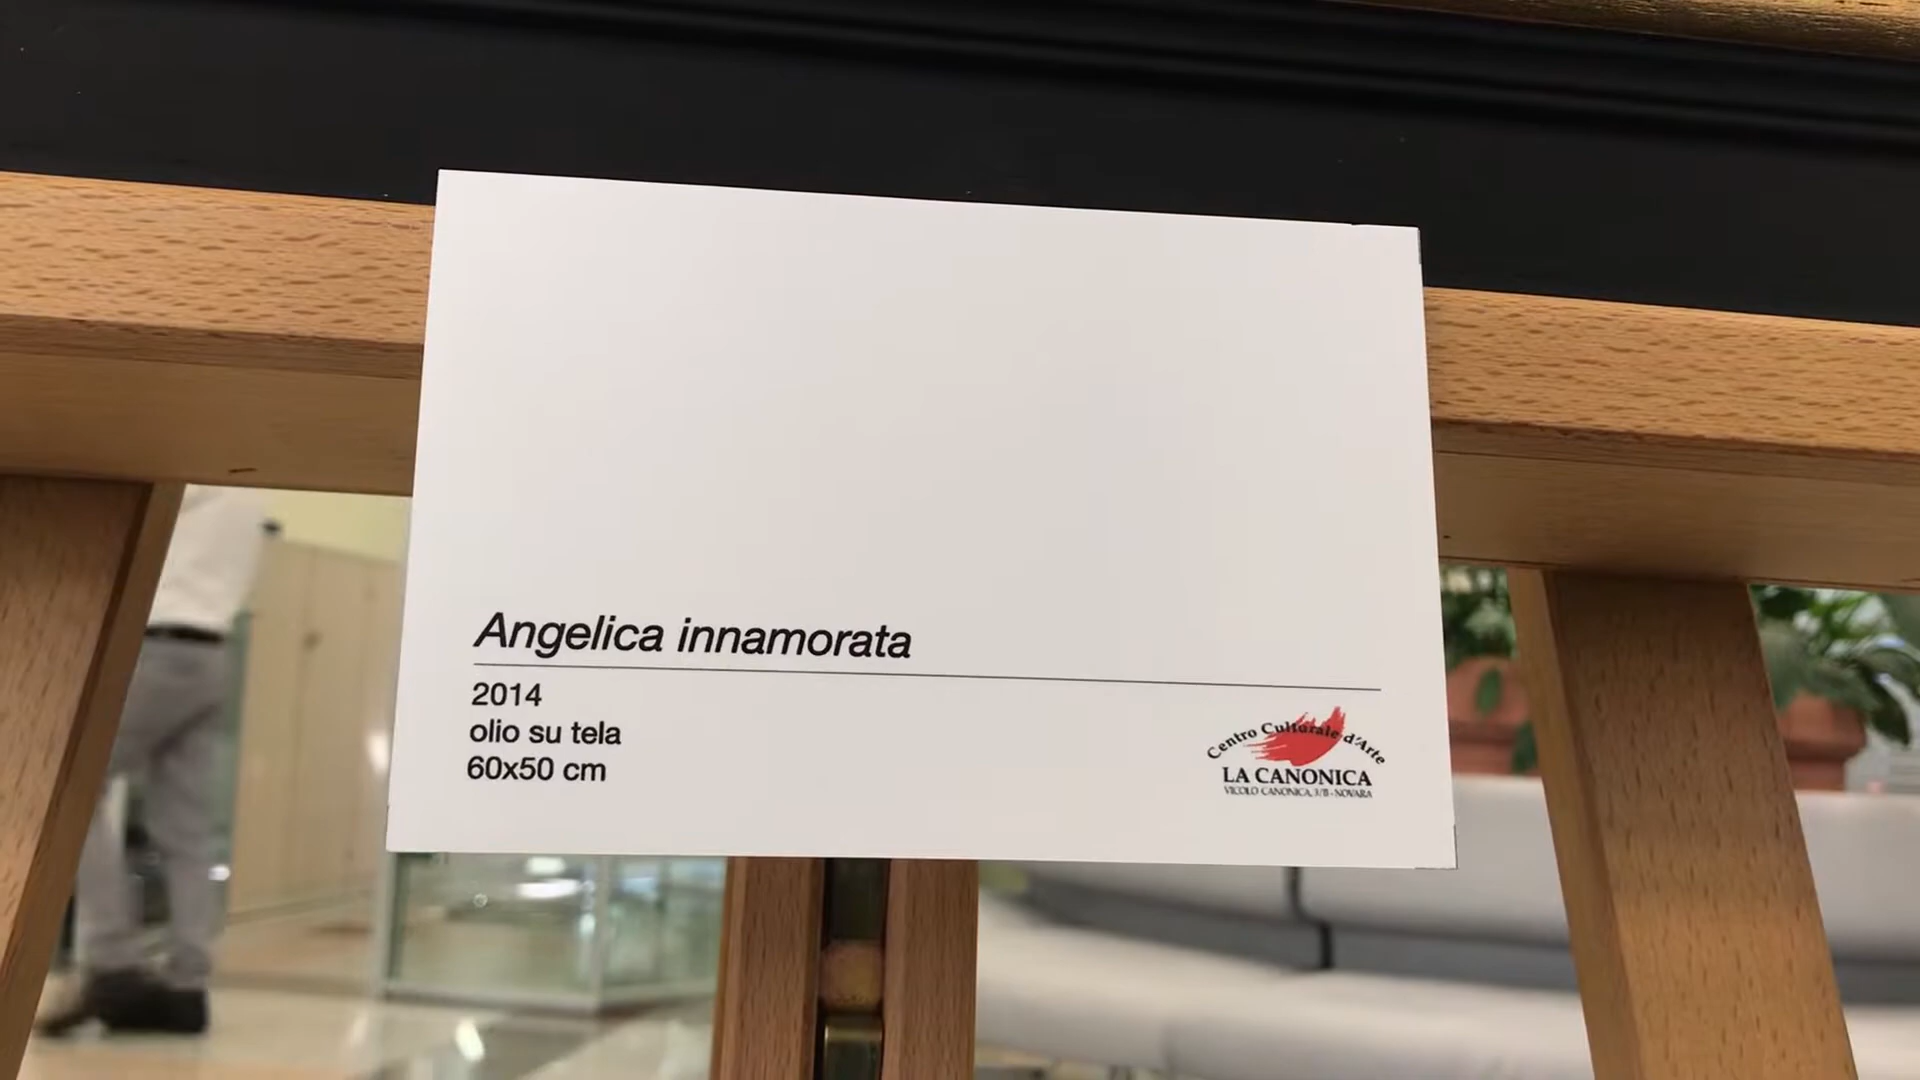 Angelica innamorata
2014
olio su tela
60x50 cm
Centro Culturale d'Arte
LA CANONICA
VICOLO CANONICA, 3/B - NOVARA